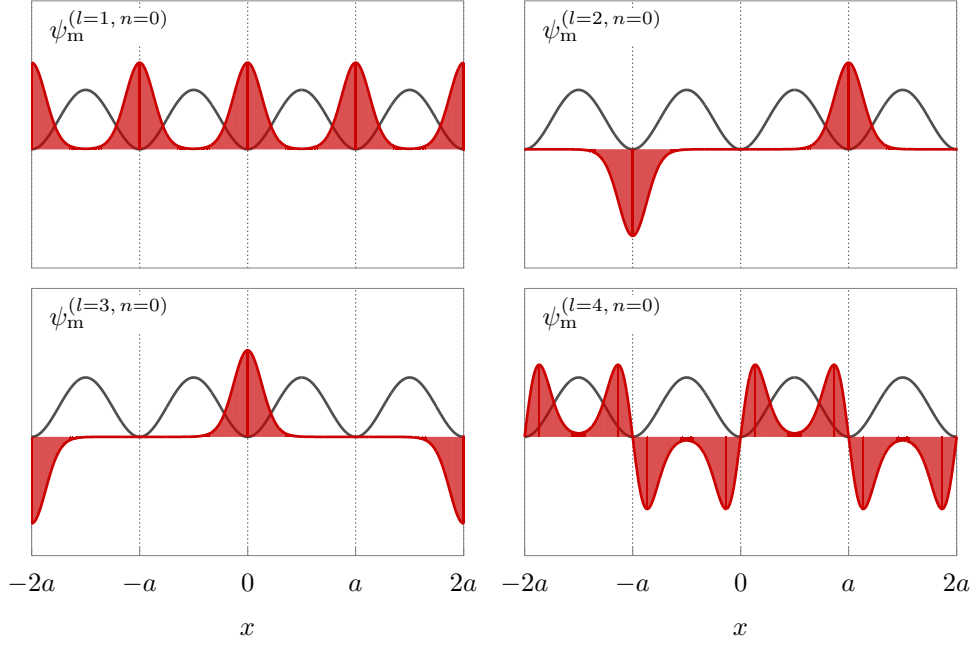 ψ_m^(l=1, n=0) ψ_m^(l=2, n=0)
ψ_m^(l=3, n=0) ψ_m^(l=4, n=0)
−2a −a 0 a 2a −2a −a 0 a 2a
x x